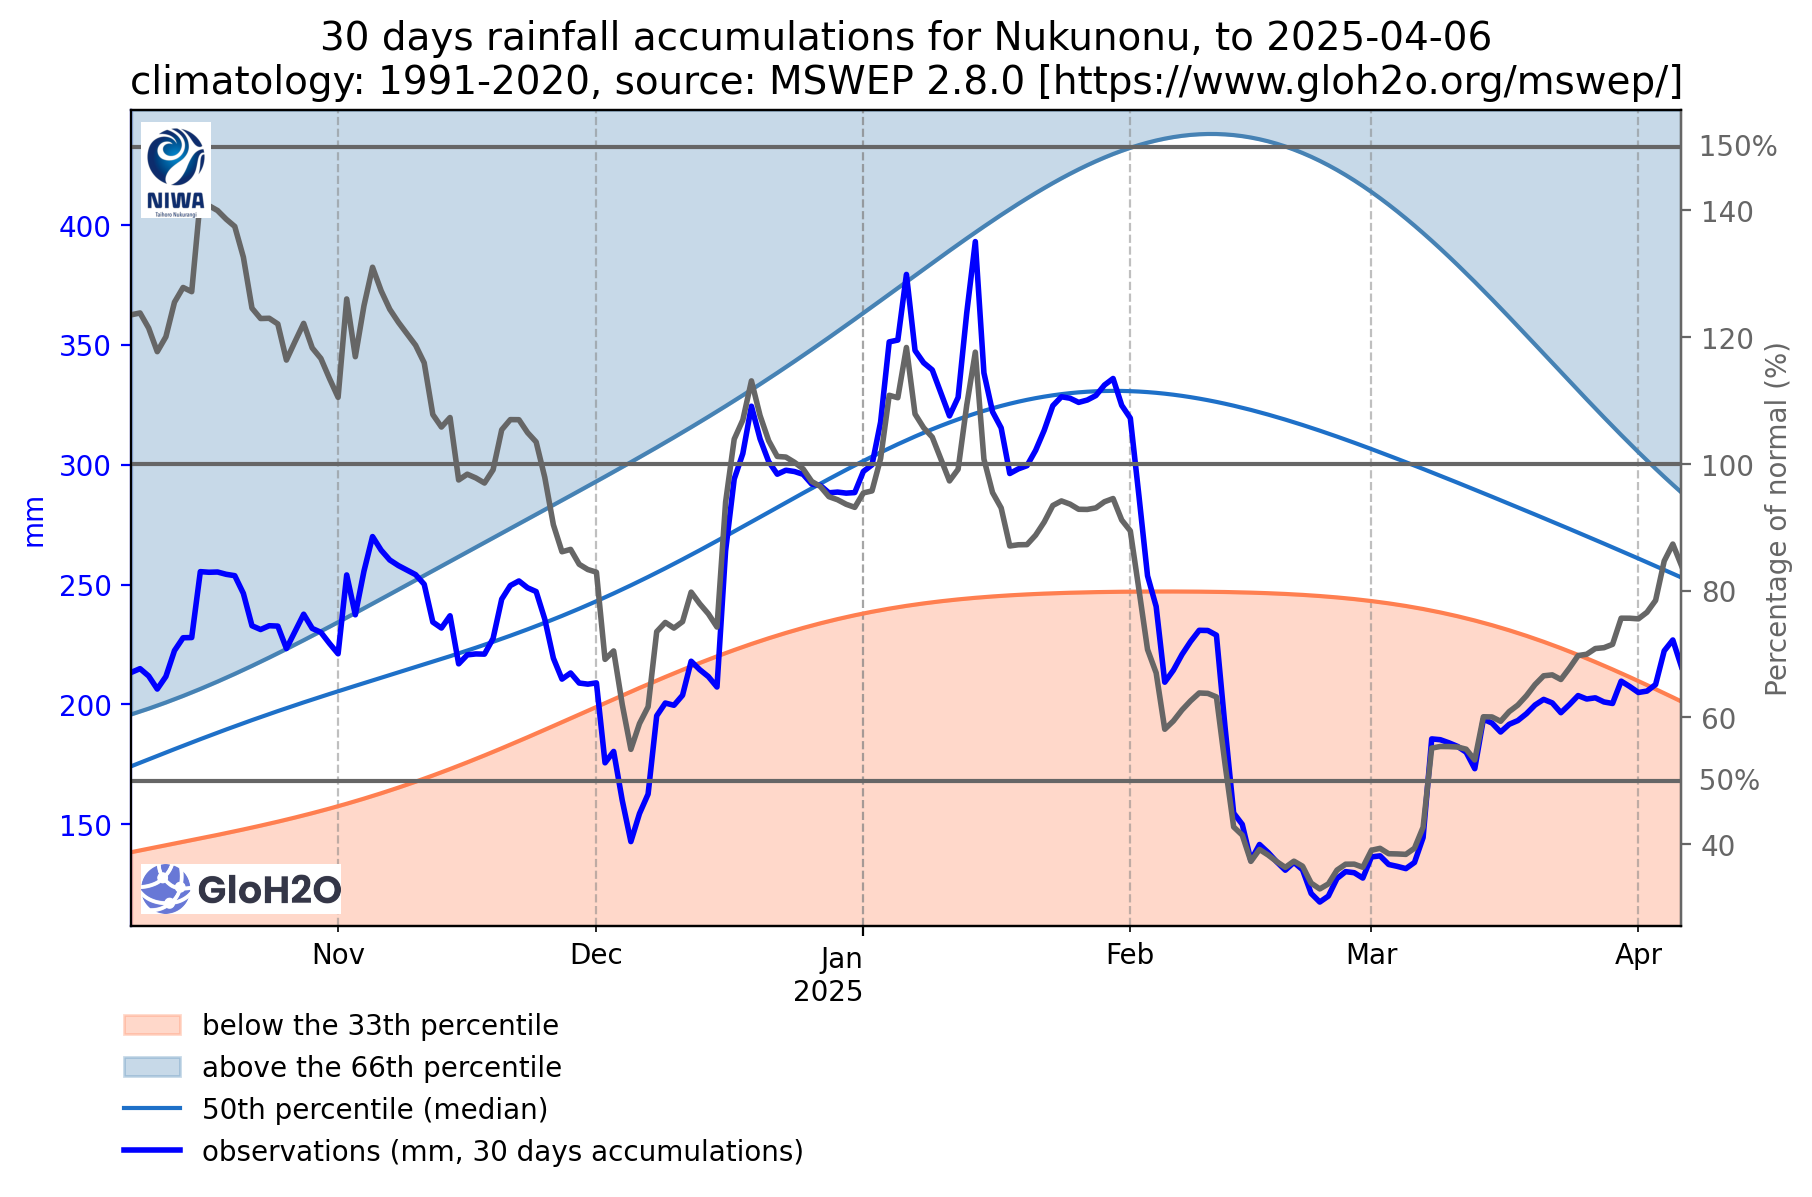 30 days rainfall accumulations for Nukunonu, to 2025-04-06
climatology: 1991-2020, source: MSWEP 2.8.0 [https://www.gloh2o.org/mswep/]
NIWA
Taihoro Nukurangi
400
350
300
250
200
150
mm
150%
140
120
100
80
60
50%
40
Percentage of normal (%)
GloH2O
Nov
Dec
Jan
2025
Feb
Mar
Apr
below the 33th percentile
above the 66th percentile
50th percentile (median)
observations (mm, 30 days accumulations)